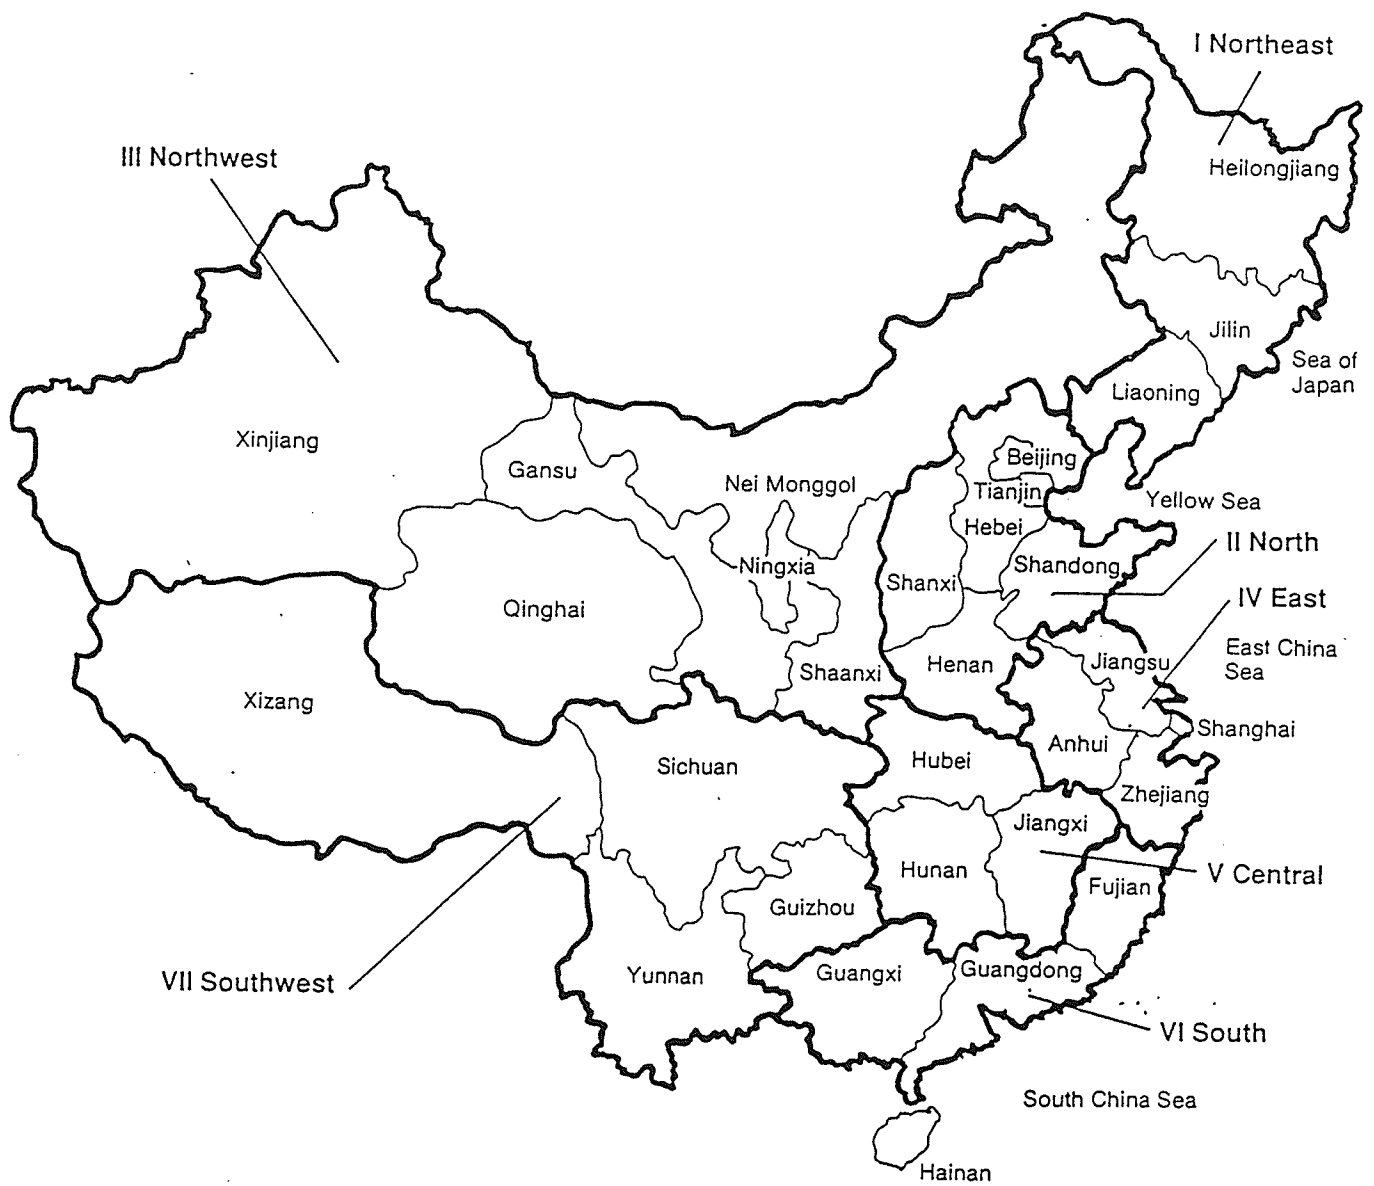 I Northeast
III Northwest
Heilongjiang
Jilin
Sea of
Japan
Liaoning
Xinjiang
Gansu
Beijing
Nei Monggol
Tianjin
Yellow Sea
Hebei
II North
Ningxia
Shandong
Shanxi
IV East
Qinghai
East China
Sea
Henan
Jiangsu
Shaanxi
Xizang
Shanghai
Anhui
Hubei
Sichuan
Zhejiang
Jiangxi
Hunan
V Central
Fujian
Guizhou
VII Southwest
Yunnan
Guangxi
Guangdong
VI South
South China Sea
Hainan